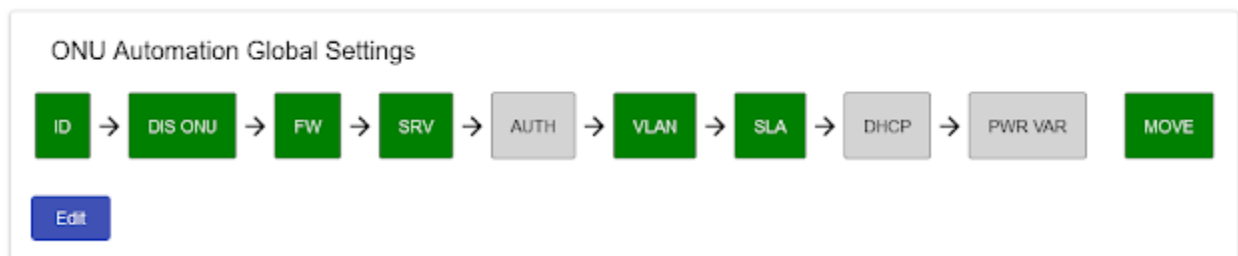 ONU Automation Global Settings
ID → DIS ONU → FW → SRV → AUTH → VLAN → SLA → DHCP → PWR VAR MOVE
Edit